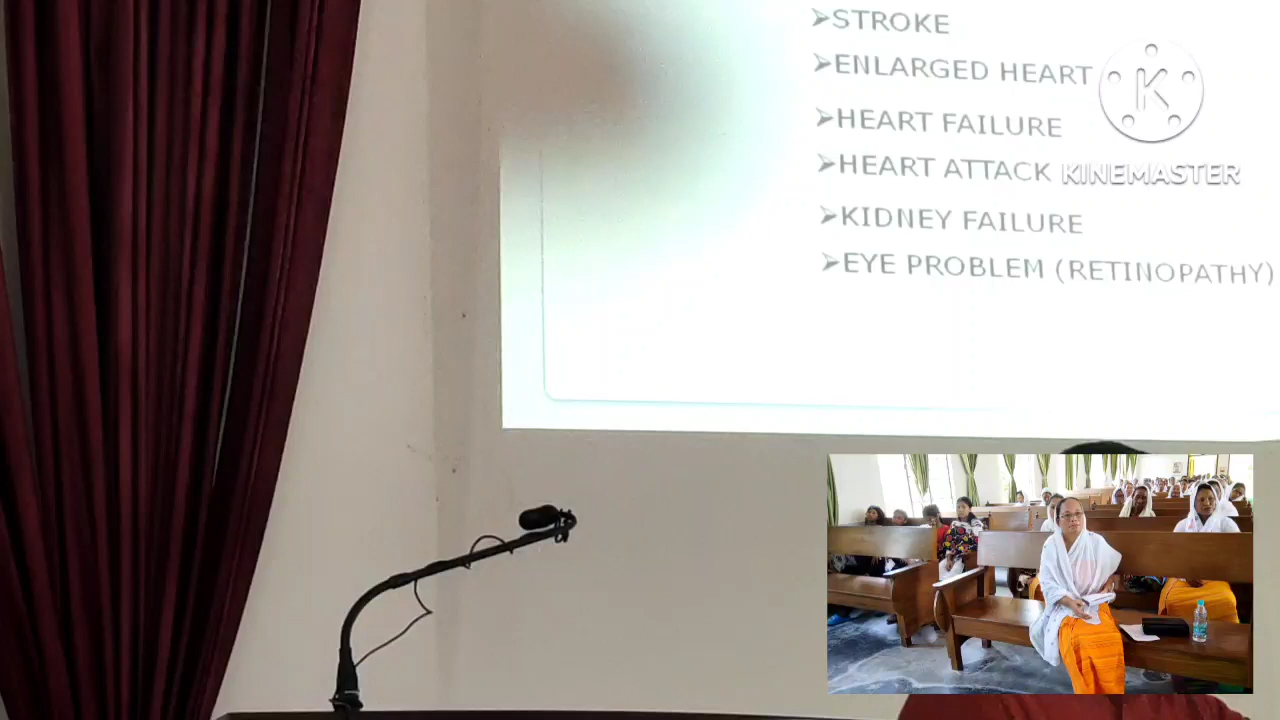 ➢STROKE
➢ENLARGED HEART
➢HEART FAILURE
➢HEART ATTACK
➢KIDNEY FAILURE
➢EYE PROBLEM (RETINOPATHY)
K
KINEMASTER